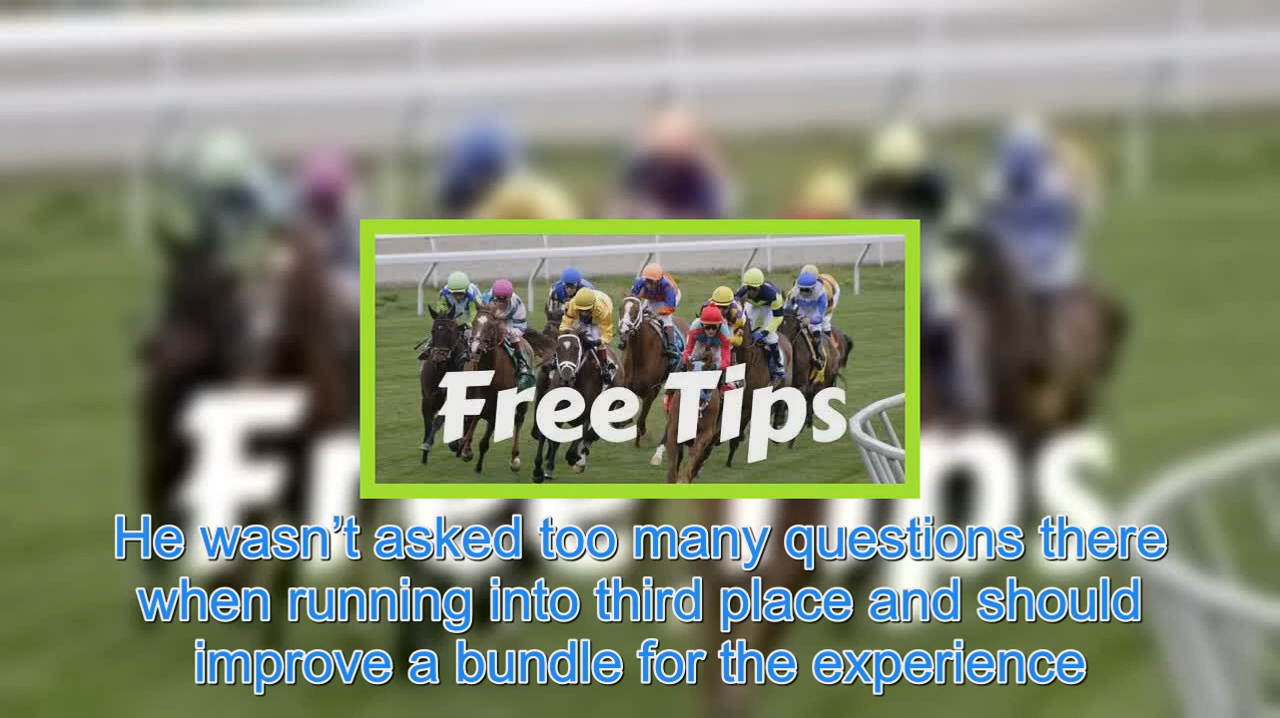 Free Tips
He wasn’t asked too many questions there
when running into third place and should
improve a bundle for the experience